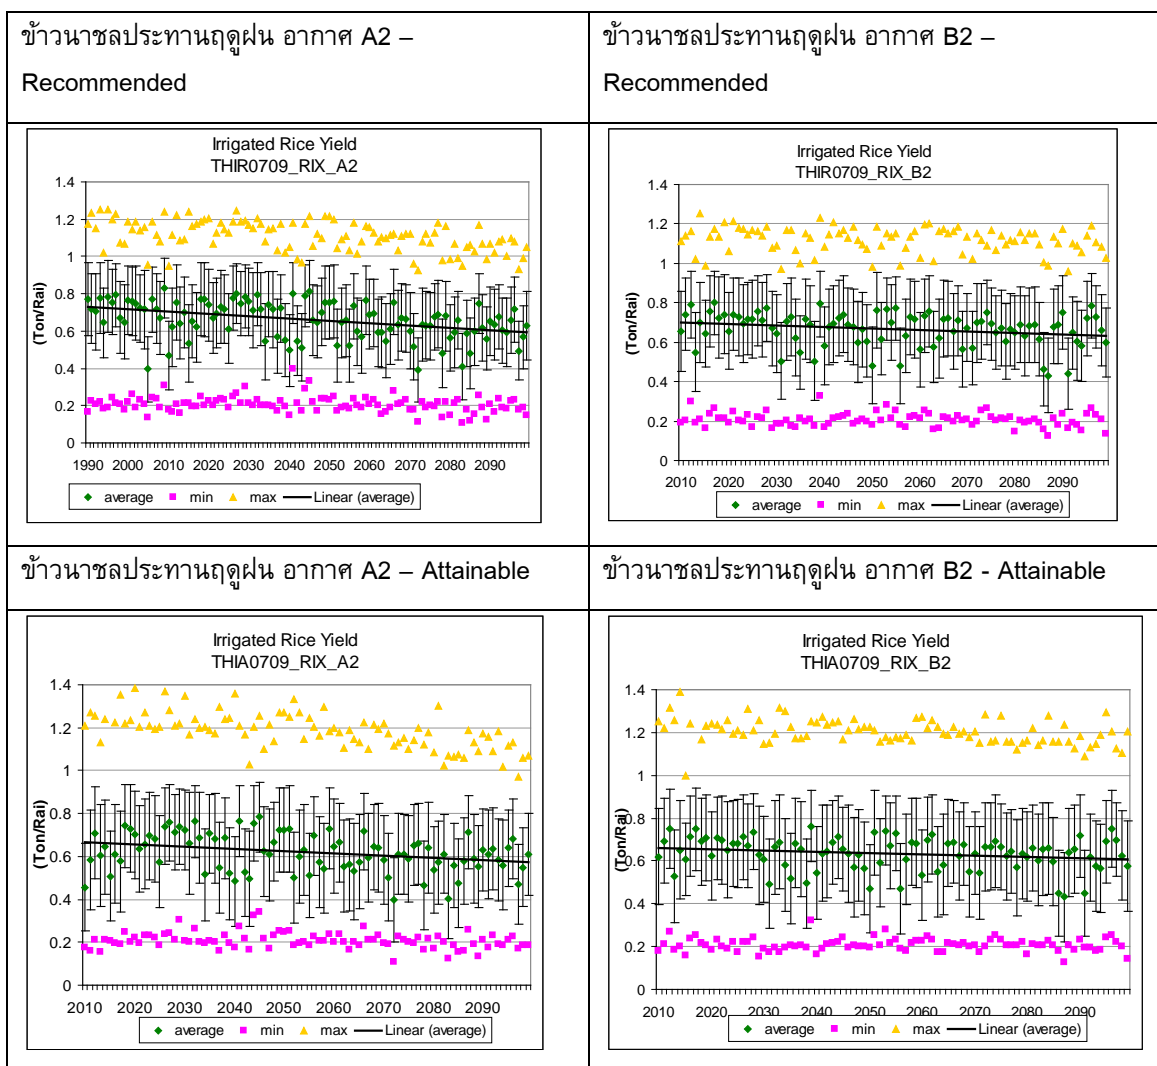 ข้าวนาชลประทานฤดูฝน อากาศ A2 –
Recommended
ข้าวนาชลประทานฤดูฝน อากาศ B2 –
Recommended
Irrigated Rice Yield
THIR0709_RIX_A2
(Ton/Rai)
1.4
1.2
1
0.8
0.6
0.4
0.2
0
1990 2000 2010 2020 2030 2040 2050 2060 2070 2080 2090
average min max Linear (average)
Irrigated Rice Yield
THIR0709_RIX_B2
(Ton/Rai)
1.4
1.2
1
0.8
0.6
0.4
0.2
0
2010 2020 2030 2040 2050 2060 2070 2080 2090
average min max Linear (average)
ข้าวนาชลประทานฤดูฝน อากาศ A2 – Attainable
ข้าวนาชลประทานฤดูฝน อากาศ B2 - Attainable
Irrigated Rice Yield
THIA0709_RIX_A2
(Ton/Rai)
1.4
1.2
1
0.8
0.6
0.4
0.2
0
2010 2020 2030 2040 2050 2060 2070 2080 2090
average min max Linear (average)
Irrigated Rice Yield
THIA0709_RIX_B2
(Ton/Rai)
1.4
1.2
1
0.8
0.6
0.4
0.2
0
2010 2020 2030 2040 2050 2060 2070 2080 2090
average min max Linear (average)